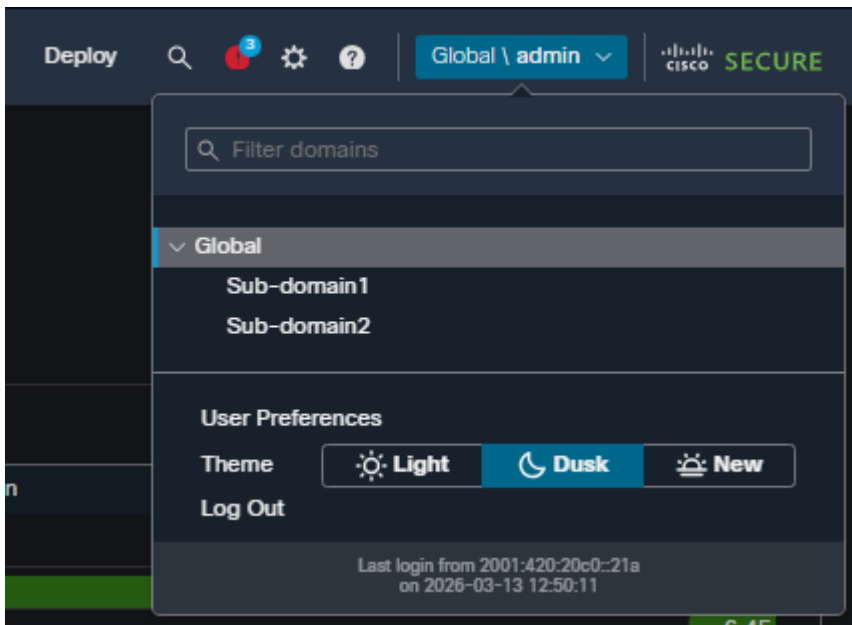 Deploy
3
Global \ admin
cisco SECURE
Filter domains
Global
Sub-domain1
Sub-domain2
User Preferences
Theme
Light
Dusk
New
Log Out
n
Last login from 2001:420:20c0::21a
on 2026-03-13 12:50:11